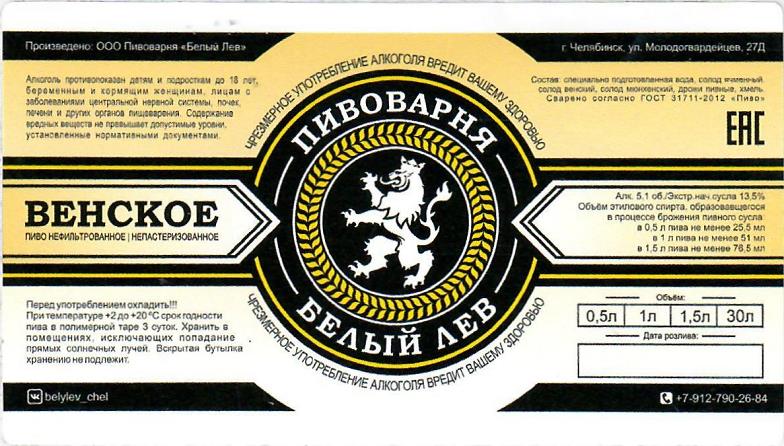 Произведено: ООО Пивоварня «Белый Лев»
г. Челябинск, ул. Молодогвардейцев, 27Д
Алкоголь противопоказан детям и подросткам до 18 лет,
беременным и кормящим женщинам, лицам с
заболеваниями центральной нервной системы, почек,
печени и других органов пищеварения. Содержание
вредных веществ не превышает допустимые уровни,
установленные нормативными документами.
ВЕНСКОЕ
ПИВО НЕФИЛЬТРОВАННОЕ | НЕПАСТЕРИЗОВАННОЕ
Перед употреблением охладить!!!
При температуре +2 до +20 °С срок годности
пива в полимерной таре 3 суток. Хранить в
помещениях, исключающих попадание
прямых солнечных лучей. Вскрытая бутылка
хранению не подлежит.
belylev_chel
ЧРЕЗМЕРНОЕ УПОТРЕБЛЕНИЕ АЛКОГОЛЯ ВРЕДИТ ВАШЕМУ ЗДОРОВЬЮ
ПИВОВАРНЯ
БЕЛЫЙ ЛЕВ
ЧРЕЗМЕРНОЕ УПОТРЕБЛЕНИЕ АЛКОГОЛЯ ВРЕДИТ ВАШЕМУ ЗДОРОВЬЮ
Состав: специально подготовленная вода, солод ячменный,
солод венский, солод мюнхенский, дрожи пивные, хмель.
Сварено согласно ГОСТ 31711-2012 «Пиво»
ЕАС
Алк. 5,1 об./Экстр.нач.сусла 13,5%
Объём этилового спирта, образовавшегося
в процессе брожения пивного сусла:
в 0,5 л пива не менее 25,5 мл
в 1 л пива не менее 51 мл
в 1,5 л пива не менее 76,5 мл
Объём:
0,5л 1л 1,5л 30л
Дата розлива:
+7-912-790-26-84